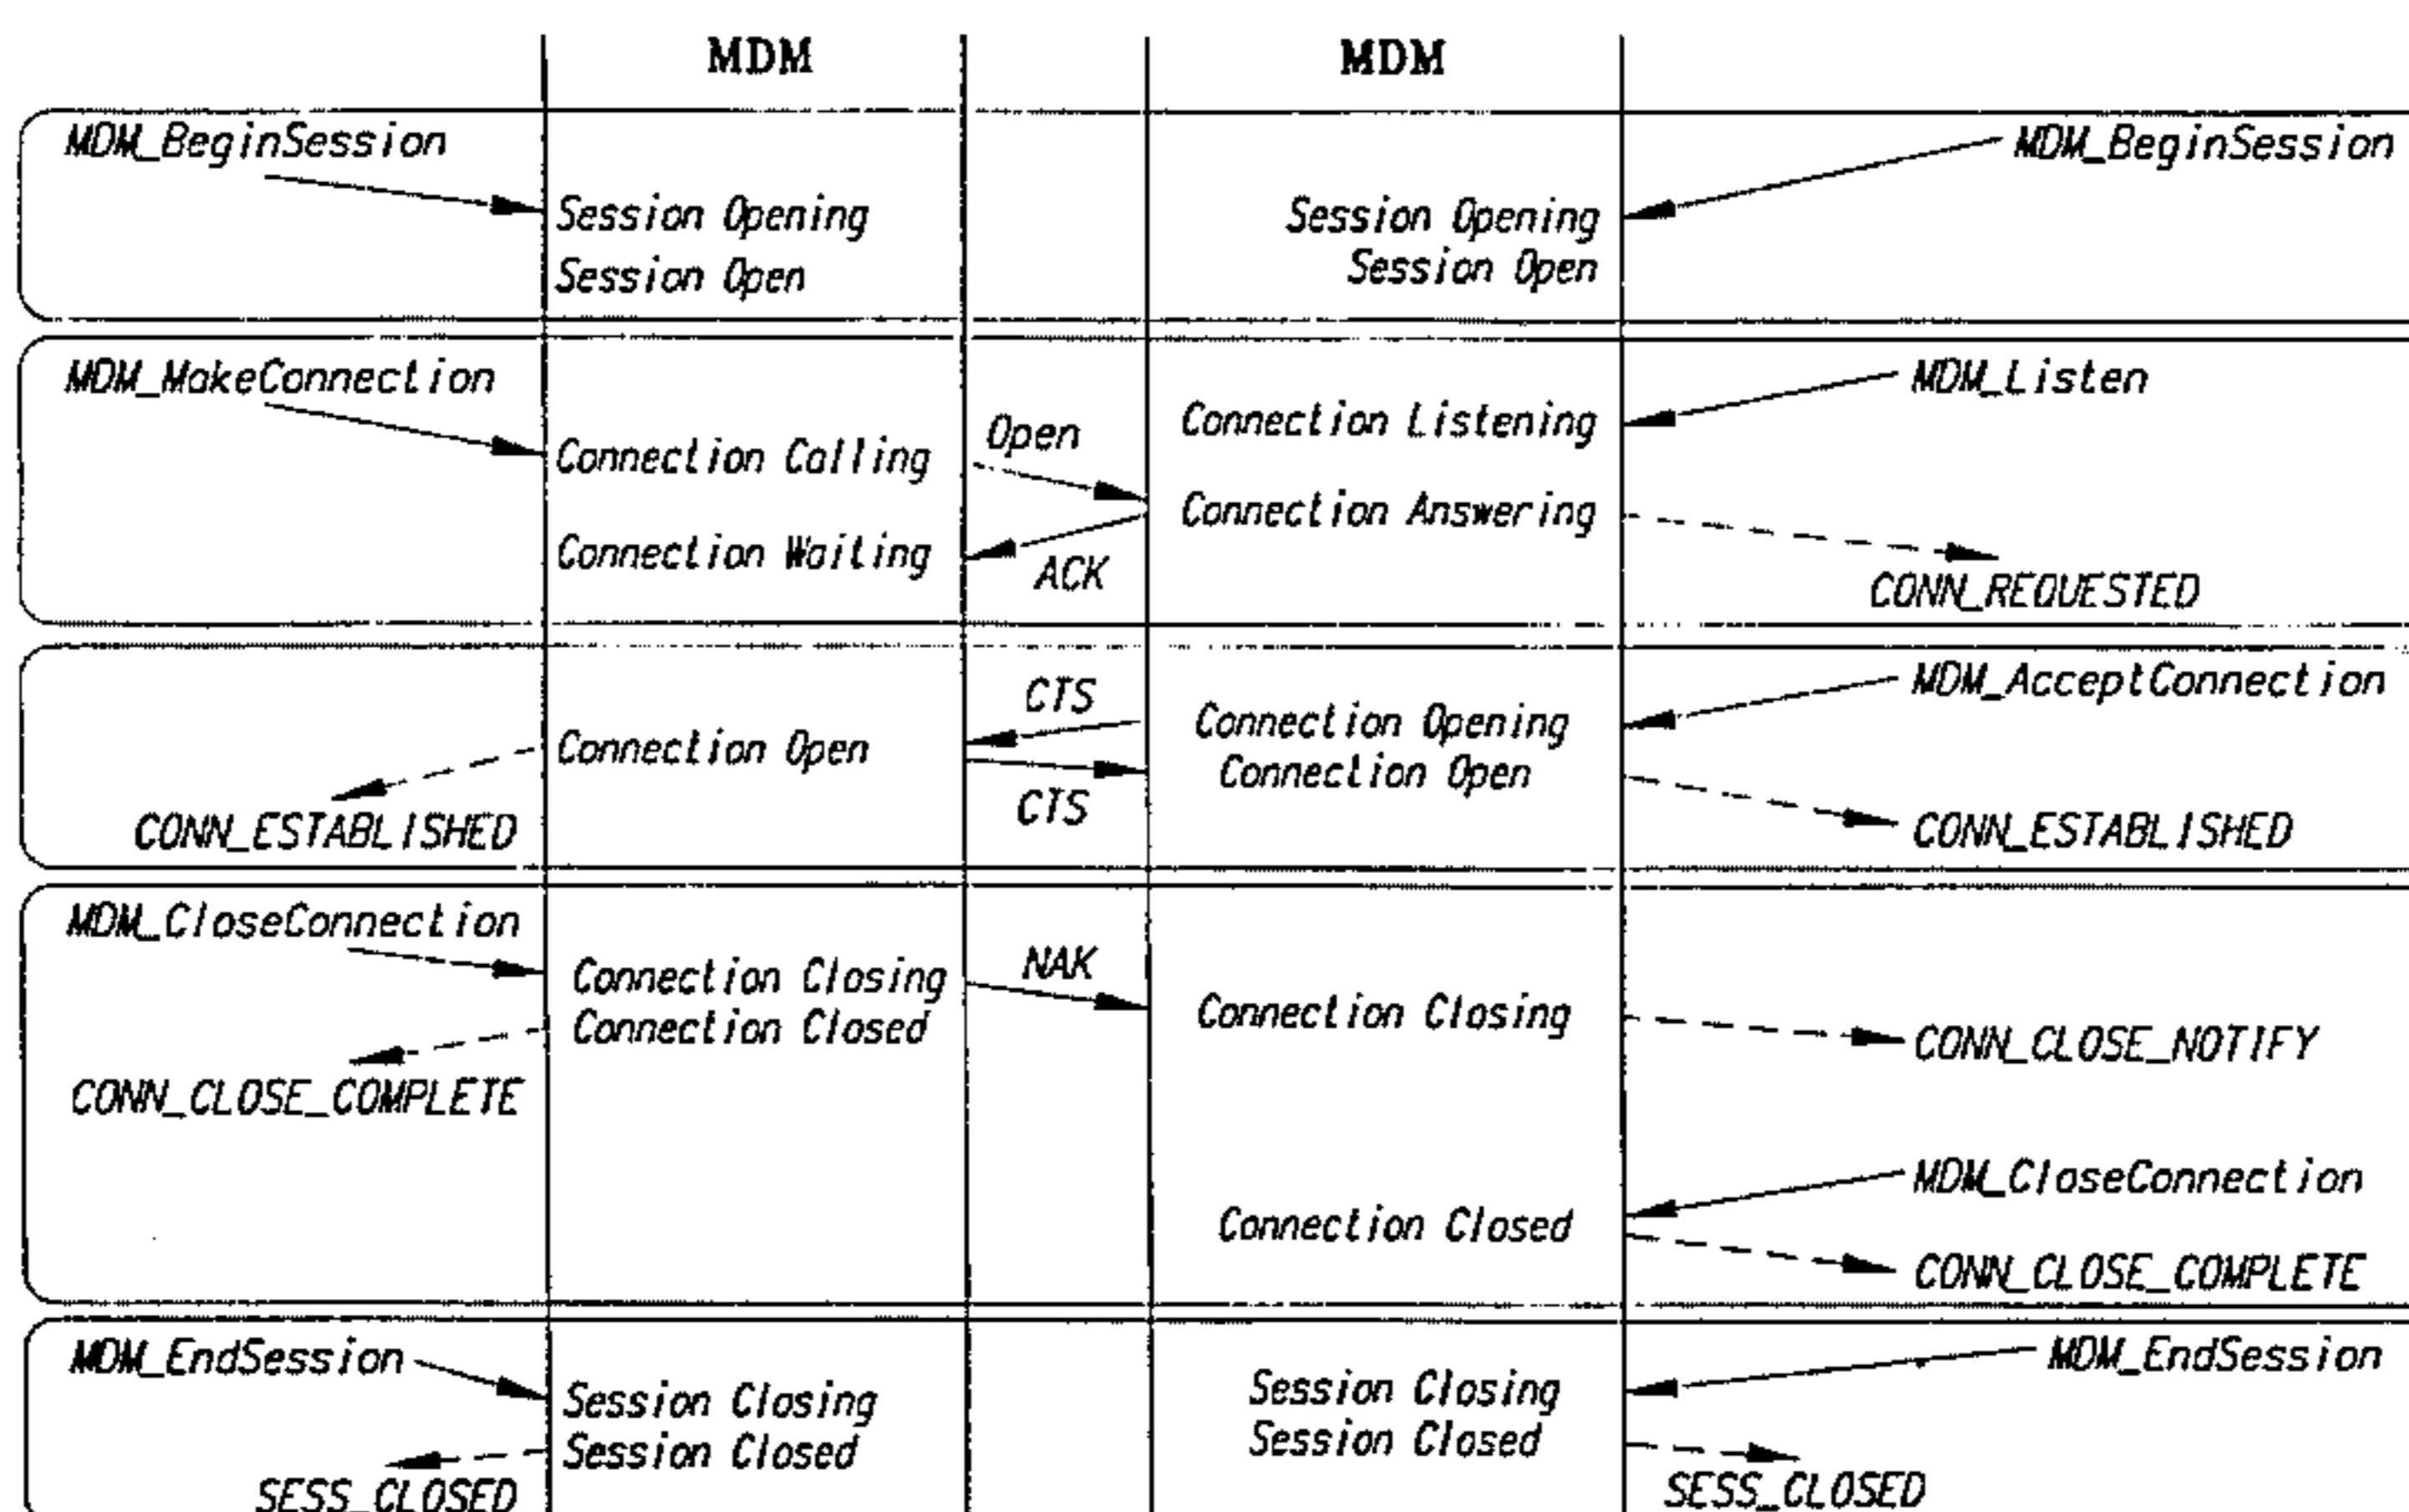 MDM MDM
MDM_BeginSession MDM_BeginSession
Session Opening Session Opening
Session Open Session Open
MDM_MakeConnection MDM_Listen
Connection Calling Open Connection Listening
Connection Waiting ACK Connection Answering
CONN_REQUESTED
CTS MDM_AcceptConnection
Connection Open Connection Opening
CTS Connection Open
CONN_ESTABLISHED CONN_ESTABLISHED
MDM_CloseConnection
Connection Closing NAK Connection Closing
Connection Closed CONN_CLOSE_NOTIFY
CONN_CLOSE_COMPLETE
MDM_CloseConnection
Connection Closed
CONN_CLOSE_COMPLETE
MDM_EndSession MDM_EndSession
Session Closing Session Closing
Session Closed Session Closed
SESS_CLOSED SESS_CLOSED